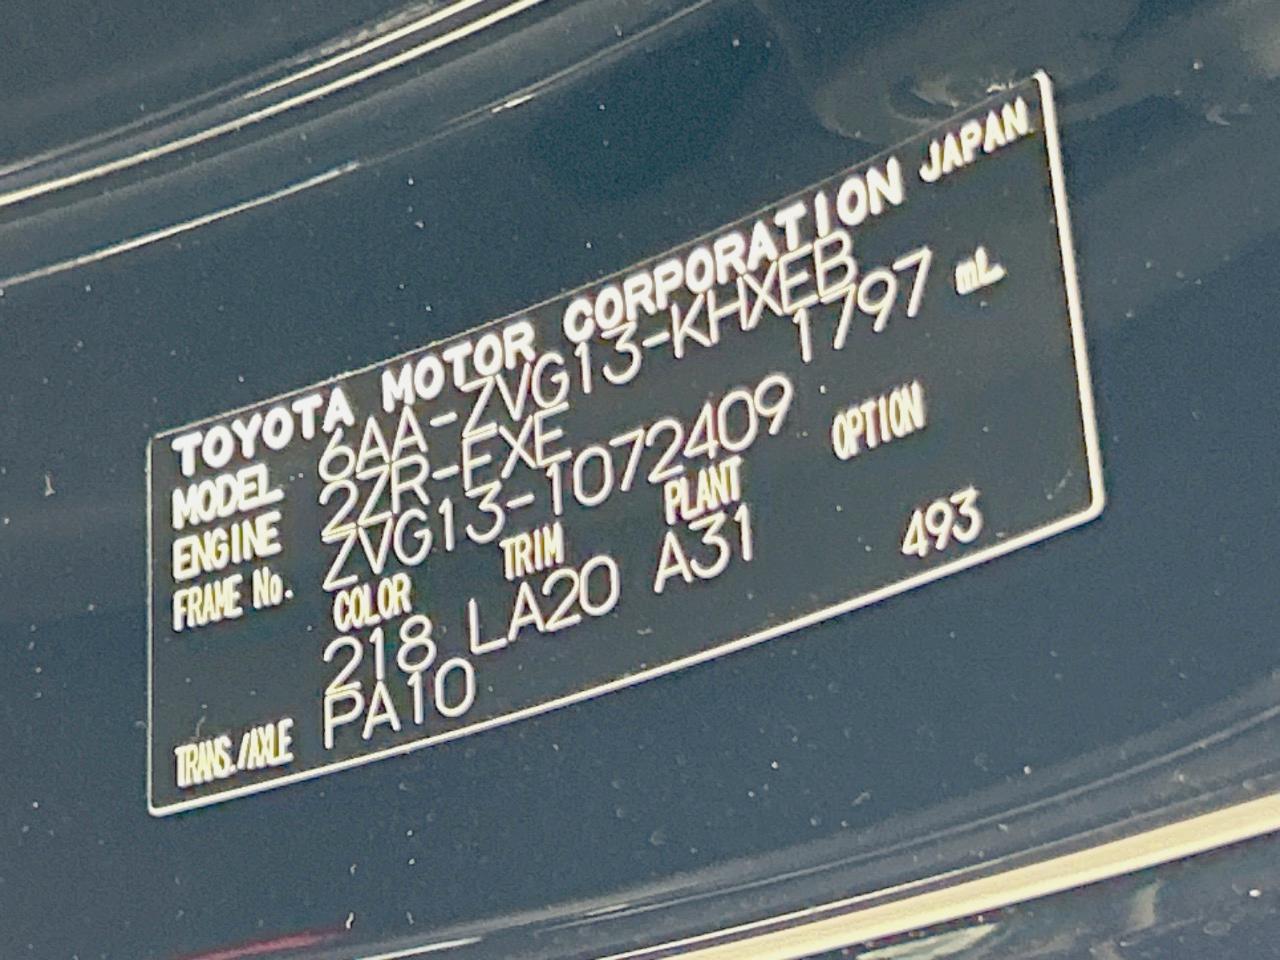 TOYOTA MOTOR CORPORATION JAPAN
MODEL 6AA-ZVG13-KHXEB
ENGINE 2ZR-FXE 1797 mL
FRAME No. ZVG13-1072409
COLOR TRIM PLANT OPTION
218 LA20 A31 493
TRANS./AXLE PA10